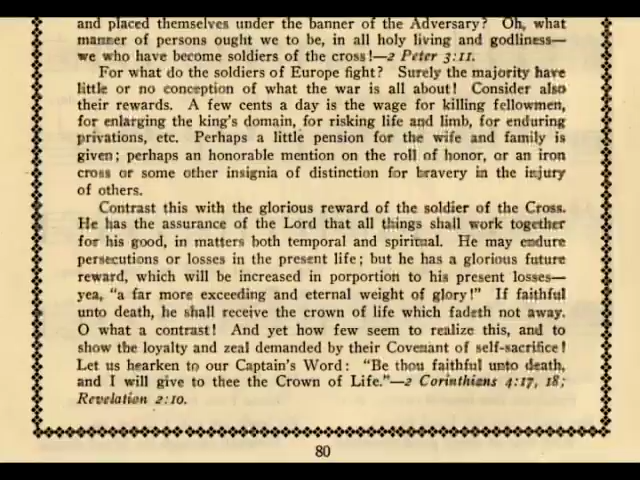 and placed themselves under the banner of the Adversary? Oh, what
manner of persons ought we to be, in all holy living and godliness—
we who have become soldiers of the cross!—2 Peter 3:11.
For what do the soldiers of Europe fight? Surely the majority have
little or no conception of what the war is all about! Consider also
their rewards. A few cents a day is the wage for killing fellowmen,
for enlarging the king's domain, for risking life and limb, for enduring
privations, etc. Perhaps a little pension for the wife and family is
given; perhaps an honorable mention on the roll of honor, or an iron
cross or some other insignia of distinction for bravery in the injury
of others.
Contrast this with the glorious reward of the soldier of the Cross.
He has the assurance of the Lord that all things shall work together
for his good, in matters both temporal and spiritual. He may endure
persecutions or losses in the present life; but he has a glorious future
reward, which will be increased in porportion to his present losses—
yea, "a far more exceeding and eternal weight of glory!" If faithful
unto death, he shall receive the crown of life which fadeth not away.
O what a contrast! And yet how few seem to realize this, and to
show the loyalty and zeal demanded by their Covenant of self-sacrifice!
Let us hearken to our Captain's Word: "Be thou faithful unto death,
and I will give to thee the Crown of Life."—2 Corinthians 4:17, 18;
Revelation 2:10.
80